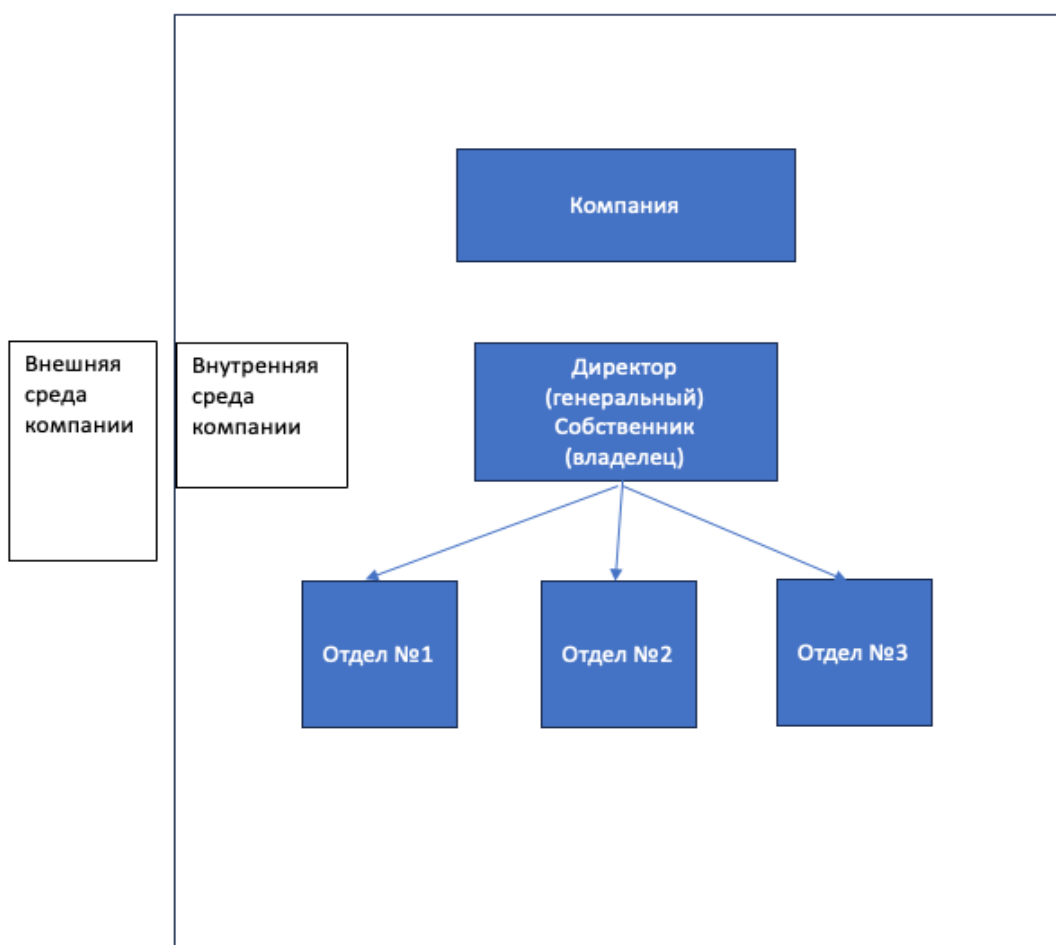 Компания
Внешняя
среда
компании
Внутренняя
среда
компании
Директор
(генеральный)
Собственник
(владелец)
Отдел №1
Отдел №2
Отдел №3